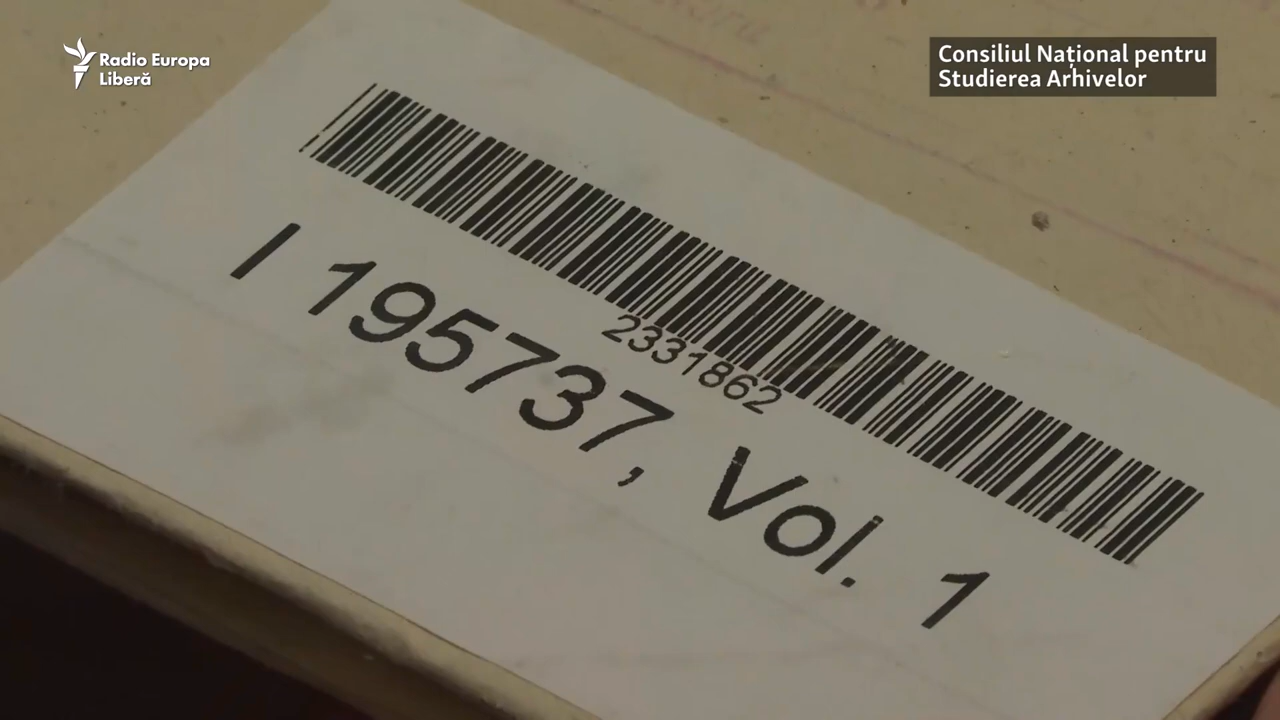 Radio Europa
Liberă
Consiliul Național pentru
Studierea Arhivelor
2331862
I 195737, Vol. 1